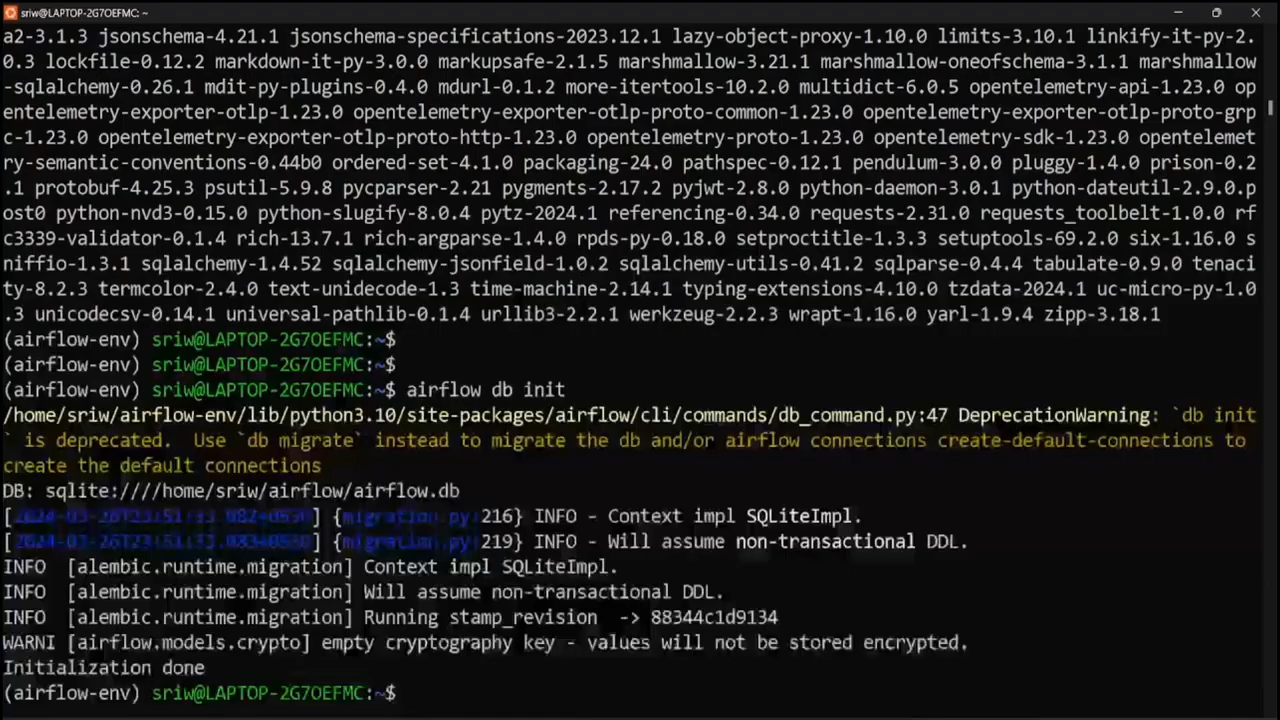 sriw@LAPTOP-2G7OEFMC: ~
a2-3.1.3 jsonschema-4.21.1 jsonschema-specifications-2023.12.1 lazy-object-proxy-1.10.0 limits-3.10.1 linkify-it-py-2.
0.3 lockfile-0.12.2 markdown-it-py-3.0.0 markupsafe-2.1.5 marshmallow-3.21.1 marshmallow-oneofschema-3.1.1 marshmallow
-sqlalchemy-0.26.1 mdit-py-plugins-0.4.0 mdurl-0.1.2 more-itertools-10.2.0 multidict-6.0.5 opentelemetry-api-1.23.0 op
entelemetry-exporter-otlp-1.23.0 opentelemetry-exporter-otlp-proto-common-1.23.0 opentelemetry-exporter-otlp-proto-grp
c-1.23.0 opentelemetry-exporter-otlp-proto-http-1.23.0 opentelemetry-proto-1.23.0 opentelemetry-sdk-1.23.0 opentelemet
ry-semantic-conventions-0.44b0 ordered-set-4.1.0 packaging-24.0 pathspec-0.12.1 pendulum-3.0.0 pluggy-1.4.0 prison-0.2
.1 protobuf-4.25.3 psutil-5.9.8 pycparser-2.21 pygments-2.17.2 pyjwt-2.8.0 python-daemon-3.0.1 python-dateutil-2.9.0.p
ost0 python-nvd3-0.15.0 python-slugify-8.0.4 pytz-2024.1 referencing-0.34.0 requests-2.31.0 requests_toolbelt-1.0.0 rf
c3339-validator-0.1.4 rich-13.7.1 rich-argparse-1.4.0 rpds-py-0.18.0 setproctitle-1.3.3 setuptools-69.2.0 six-1.16.0 s
niffio-1.3.1 sqlalchemy-1.4.52 sqlalchemy-jsonfield-1.0.2 sqlalchemy-utils-0.41.2 sqlparse-0.4.4 tabulate-0.9.0 tenaci
ty-8.2.3 termcolor-2.4.0 text-unidecode-1.3 time-machine-2.14.1 typing-extensions-4.10.0 tzdata-2024.1 uc-micro-py-1.0
.3 unicodecsv-0.14.1 universal-pathlib-0.1.4 urllib3-2.2.1 werkzeug-2.2.3 wrapt-1.16.0 yarl-1.9.4 zipp-3.18.1
(airflow-env) sriw@LAPTOP-2G7OEFMC:~$
(airflow-env) sriw@LAPTOP-2G7OEFMC:~$
(airflow-env) sriw@LAPTOP-2G7OEFMC:~$ airflow db init
/home/sriw/airflow-env/lib/python3.10/site-packages/airflow/cli/commands/db_command.py:47 DeprecationWarning: `db init
` is deprecated.  Use `db migrate` instead to migrate the db and/or airflow connections create-default-connections to
create the default connections
DB: sqlite:////home/sriw/airflow/airflow.db
[] {migration.py:216} INFO - Context impl SQLiteImpl.
[] {migration.py:219} INFO - Will assume non-transactional DDL.
INFO  [alembic.runtime.migration] Context impl SQLiteImpl.
INFO  [alembic.runtime.migration] Will assume non-transactional DDL.
INFO  [alembic.runtime.migration] Running stamp_revision  -> 88344c1d9134
WARNI [airflow.models.crypto] empty cryptography key - values will not be stored encrypted.
Initialization done
(airflow-env) sriw@LAPTOP-2G7OEFMC:~$